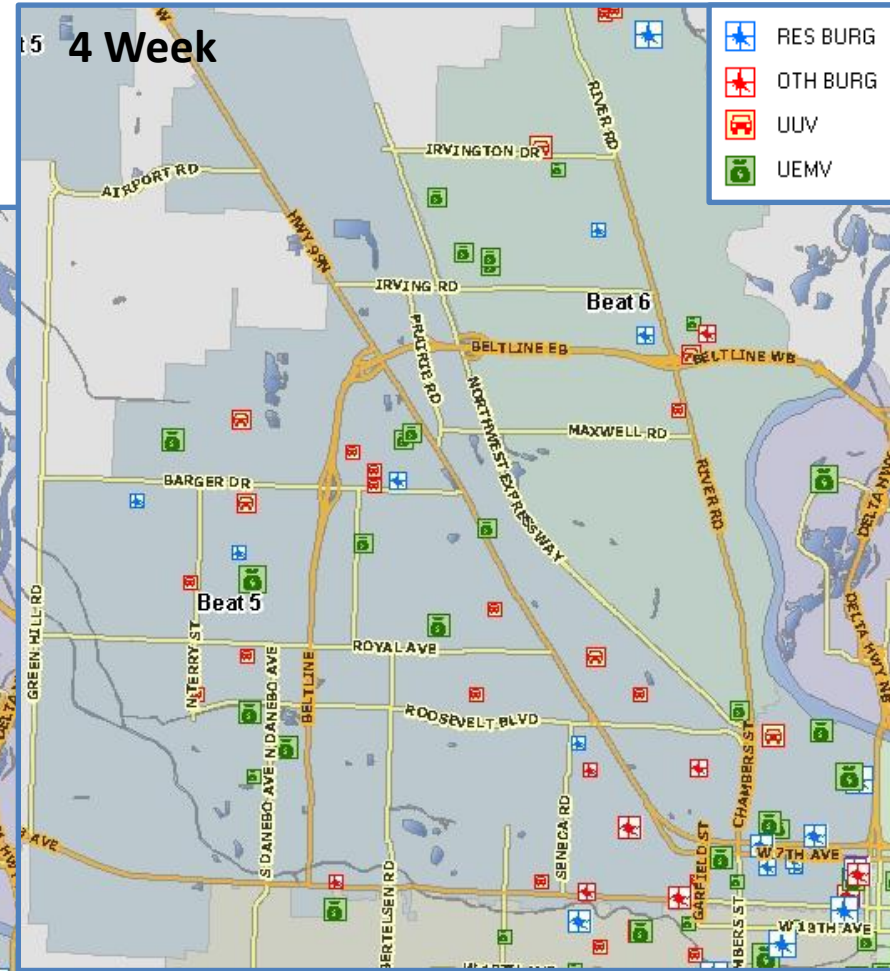 t 5
4 Week
RES BURG
OTH BURG
UUV
UEMV
W
RIVER RD
IRVINGTON DR
AIRPORT RD
HWY 99N
IRVING RD
Beat 6
PRAIRIE RD
BELTLINE EB
BELTLINE WB
NORTHWEST EXPRESSWAY
MAXWELL RD
RIVER RD
BARGER DR
DELTA HWY NB
GREEN HILL RD
Beat 5
N TERRY ST
ROYAL AVE
BELTLINE
N DANEBO AVE
S DANEBO AVE
ROOSEVELT BLVD
CHAMBERS ST
SENECA RD
GARFIELD ST
W 7TH AVE
AVE
BERTELSEN RD
MBERS ST